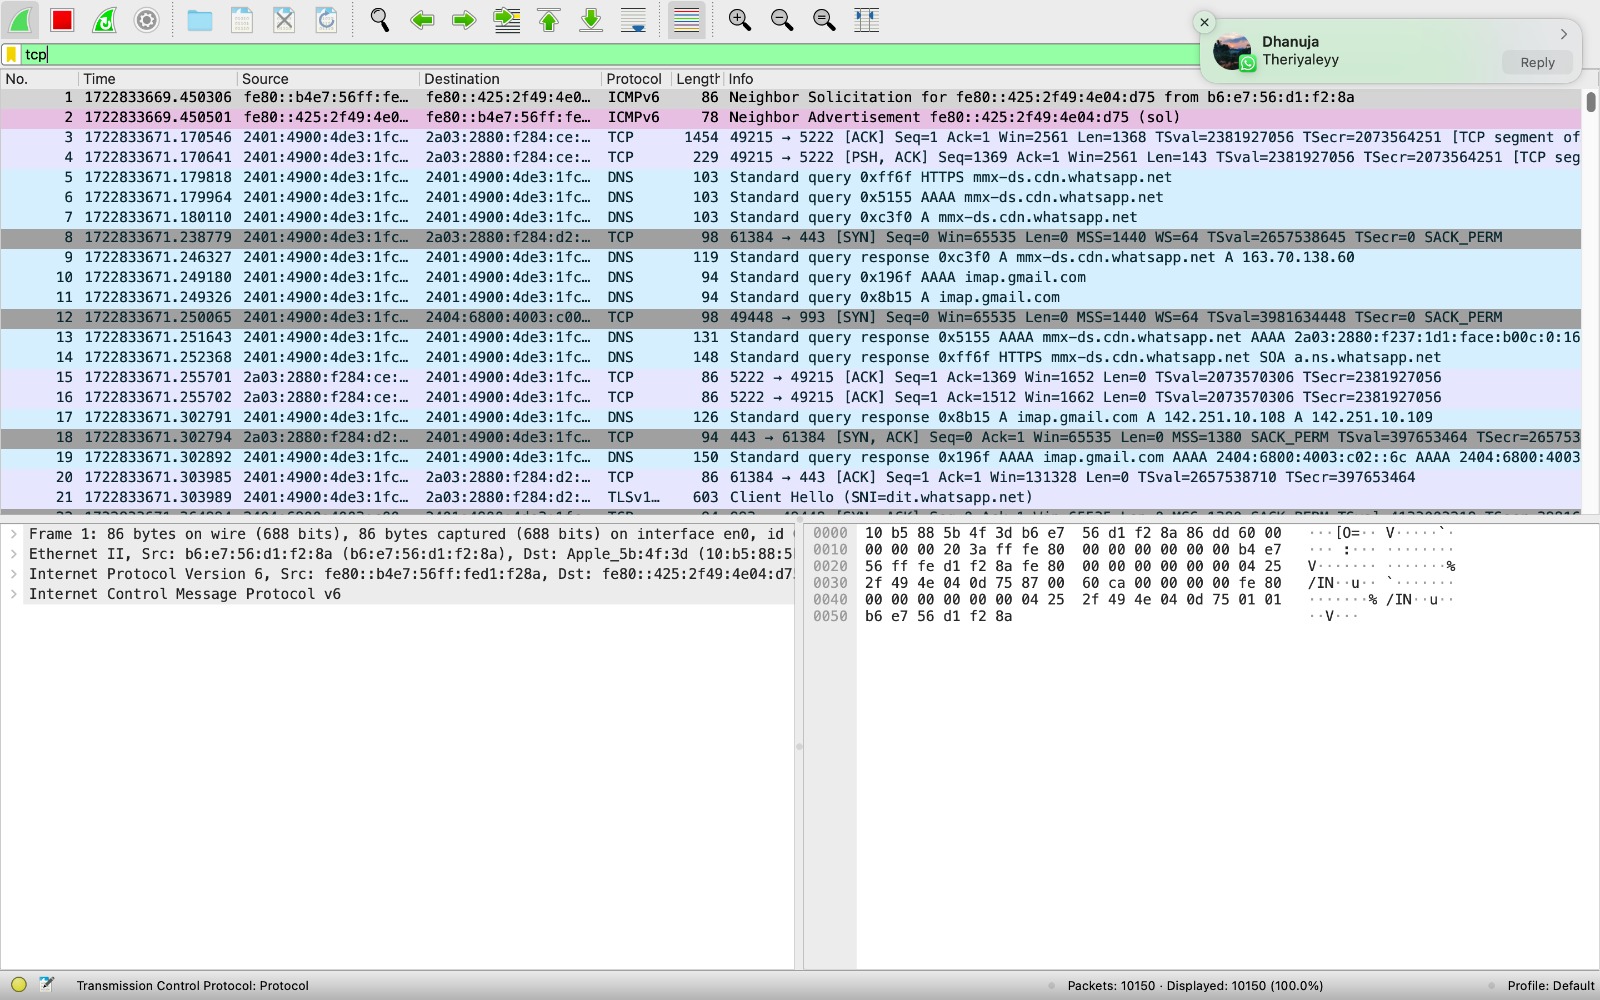 tcp
Dhanuja
Theriyaleyy
Reply
No. Time Source Destination Protocol Length Info
1 1722833669.450306 fe80::b4e7:56ff:fe… fe80::425:2f49:4e0… ICMPv6 86 Neighbor Solicitation for fe80::425:2f49:4e04:d75 from b6:e7:56:d1:f2:8a
2 1722833669.450501 fe80::425:2f49:4e0… fe80::b4e7:56ff:fe… ICMPv6 78 Neighbor Advertisement fe80::425:2f49:4e04:d75 (sol)
3 1722833671.170546 2401:4900:4de3:1fc… 2a03:2880:f284:ce:… TCP 1454 49215 → 5222 [ACK] Seq=1 Ack=1 Win=2561 Len=1368 TSval=2381927056 TSecr=2073564251 [TCP segment of
4 1722833671.170641 2401:4900:4de3:1fc… 2a03:2880:f284:ce:… TCP 229 49215 → 5222 [PSH, ACK] Seq=1369 Ack=1 Win=2561 Len=143 TSval=2381927056 TSecr=2073564251 [TCP seg
5 1722833671.179818 2401:4900:4de3:1fc… 2401:4900:4de3:1fc… DNS 103 Standard query 0xff6f HTTPS mmx-ds.cdn.whatsapp.net
6 1722833671.179964 2401:4900:4de3:1fc… 2401:4900:4de3:1fc… DNS 103 Standard query 0x5155 AAAA mmx-ds.cdn.whatsapp.net
7 1722833671.180110 2401:4900:4de3:1fc… 2401:4900:4de3:1fc… DNS 103 Standard query 0xc3f0 A mmx-ds.cdn.whatsapp.net
8 1722833671.238779 2401:4900:4de3:1fc… 2a03:2880:f284:d2:… TCP 98 61384 → 443 [SYN] Seq=0 Win=65535 Len=0 MSS=1440 WS=64 TSval=2657538645 TSecr=0 SACK_PERM
9 1722833671.246327 2401:4900:4de3:1fc… 2401:4900:4de3:1fc… DNS 119 Standard query response 0xc3f0 A mmx-ds.cdn.whatsapp.net A 163.70.138.60
10 1722833671.249180 2401:4900:4de3:1fc… 2401:4900:4de3:1fc… DNS 94 Standard query 0x196f AAAA imap.gmail.com
11 1722833671.249326 2401:4900:4de3:1fc… 2401:4900:4de3:1fc… DNS 94 Standard query 0x8b15 A imap.gmail.com
12 1722833671.250065 2401:4900:4de3:1fc… 2404:6800:4003:c00… TCP 98 49448 → 993 [SYN] Seq=0 Win=65535 Len=0 MSS=1440 WS=64 TSval=3981634448 TSecr=0 SACK_PERM
13 1722833671.251643 2401:4900:4de3:1fc… 2401:4900:4de3:1fc… DNS 131 Standard query response 0x5155 AAAA mmx-ds.cdn.whatsapp.net AAAA 2a03:2880:f237:1d1:face:b00c:0:16
14 1722833671.252368 2401:4900:4de3:1fc… 2401:4900:4de3:1fc… DNS 148 Standard query response 0xff6f HTTPS mmx-ds.cdn.whatsapp.net SOA a.ns.whatsapp.net
15 1722833671.255701 2a03:2880:f284:ce:… 2401:4900:4de3:1fc… TCP 86 5222 → 49215 [ACK] Seq=1 Ack=1369 Win=1652 Len=0 TSval=2073570306 TSecr=2381927056
16 1722833671.255702 2a03:2880:f284:ce:… 2401:4900:4de3:1fc… TCP 86 5222 → 49215 [ACK] Seq=1 Ack=1512 Win=1662 Len=0 TSval=2073570306 TSecr=2381927056
17 1722833671.302791 2401:4900:4de3:1fc… 2401:4900:4de3:1fc… DNS 126 Standard query response 0x8b15 A imap.gmail.com A 142.251.10.108 A 142.251.10.109
18 1722833671.302794 2a03:2880:f284:d2:… 2401:4900:4de3:1fc… TCP 94 443 → 61384 [SYN, ACK] Seq=0 Ack=1 Win=65535 Len=0 MSS=1380 SACK_PERM TSval=397653464 TSecr=265753
19 1722833671.302892 2401:4900:4de3:1fc… 2401:4900:4de3:1fc… DNS 150 Standard query response 0x196f AAAA imap.gmail.com AAAA 2404:6800:4003:c02::6c AAAA 2404:6800:4003
20 1722833671.303985 2401:4900:4de3:1fc… 2a03:2880:f284:d2:… TCP 86 61384 → 443 [ACK] Seq=1 Ack=1 Win=131328 Len=0 TSval=2657538710 TSecr=397653464
21 1722833671.303989 2401:4900:4de3:1fc… 2a03:2880:f284:d2:… TLSv1… 603 Client Hello (SNI=dit.whatsapp.net)
Frame 1: 86 bytes on wire (688 bits), 86 bytes captured (688 bits) on interface en0, id
Ethernet II, Src: b6:e7:56:d1:f2:8a (b6:e7:56:d1:f2:8a), Dst: Apple_5b:4f:3d (10:b5:88:5
Internet Protocol Version 6, Src: fe80::b4e7:56ff:fed1:f28a, Dst: fe80::425:2f49:4e04:d7
Internet Control Message Protocol v6
0000 10 b5 88 5b 4f 3d b6 e7 56 d1 f2 8a 86 dd 60 00 ···[O=·· V·····`·
0010 00 00 00 20 3a ff fe 80 00 00 00 00 00 00 b4 e7 ··· :··· ········
0020 56 ff fe d1 f2 8a fe 80 00 00 00 00 00 00 04 25 V······· ·······%
0030 2f 49 4e 04 0d 75 87 00 60 ca 00 00 00 00 fe 80 /IN··u·· `·······
0040 00 00 00 00 00 00 04 25 2f 49 4e 04 0d 75 01 01 ·······% /IN··u··
0050 b6 e7 56 d1 f2 8a ··V···
Transmission Control Protocol: Protocol
Packets: 10150 · Displayed: 10150 (100.0%)
Profile: Default